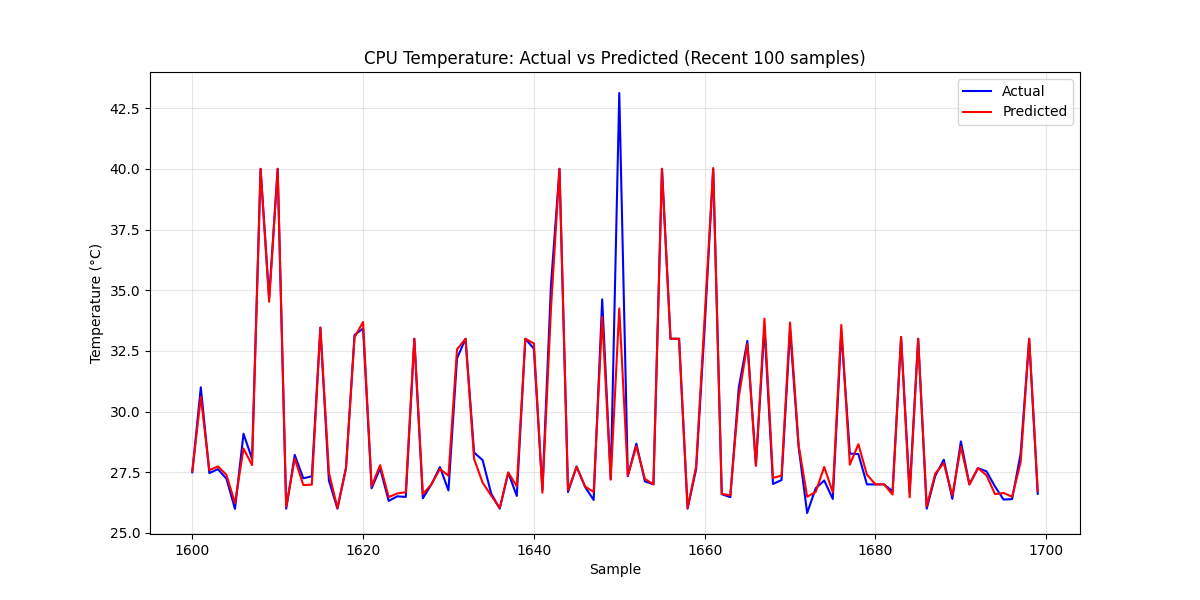 CPU Temperature: Actual vs Predicted (Recent 100 samples)
Actual
Predicted
42.5
40.0
37.5
35.0
32.5
30.0
27.5
25.0
Temperature (°C)
1600 1620 1640 1660 1680 1700
Sample